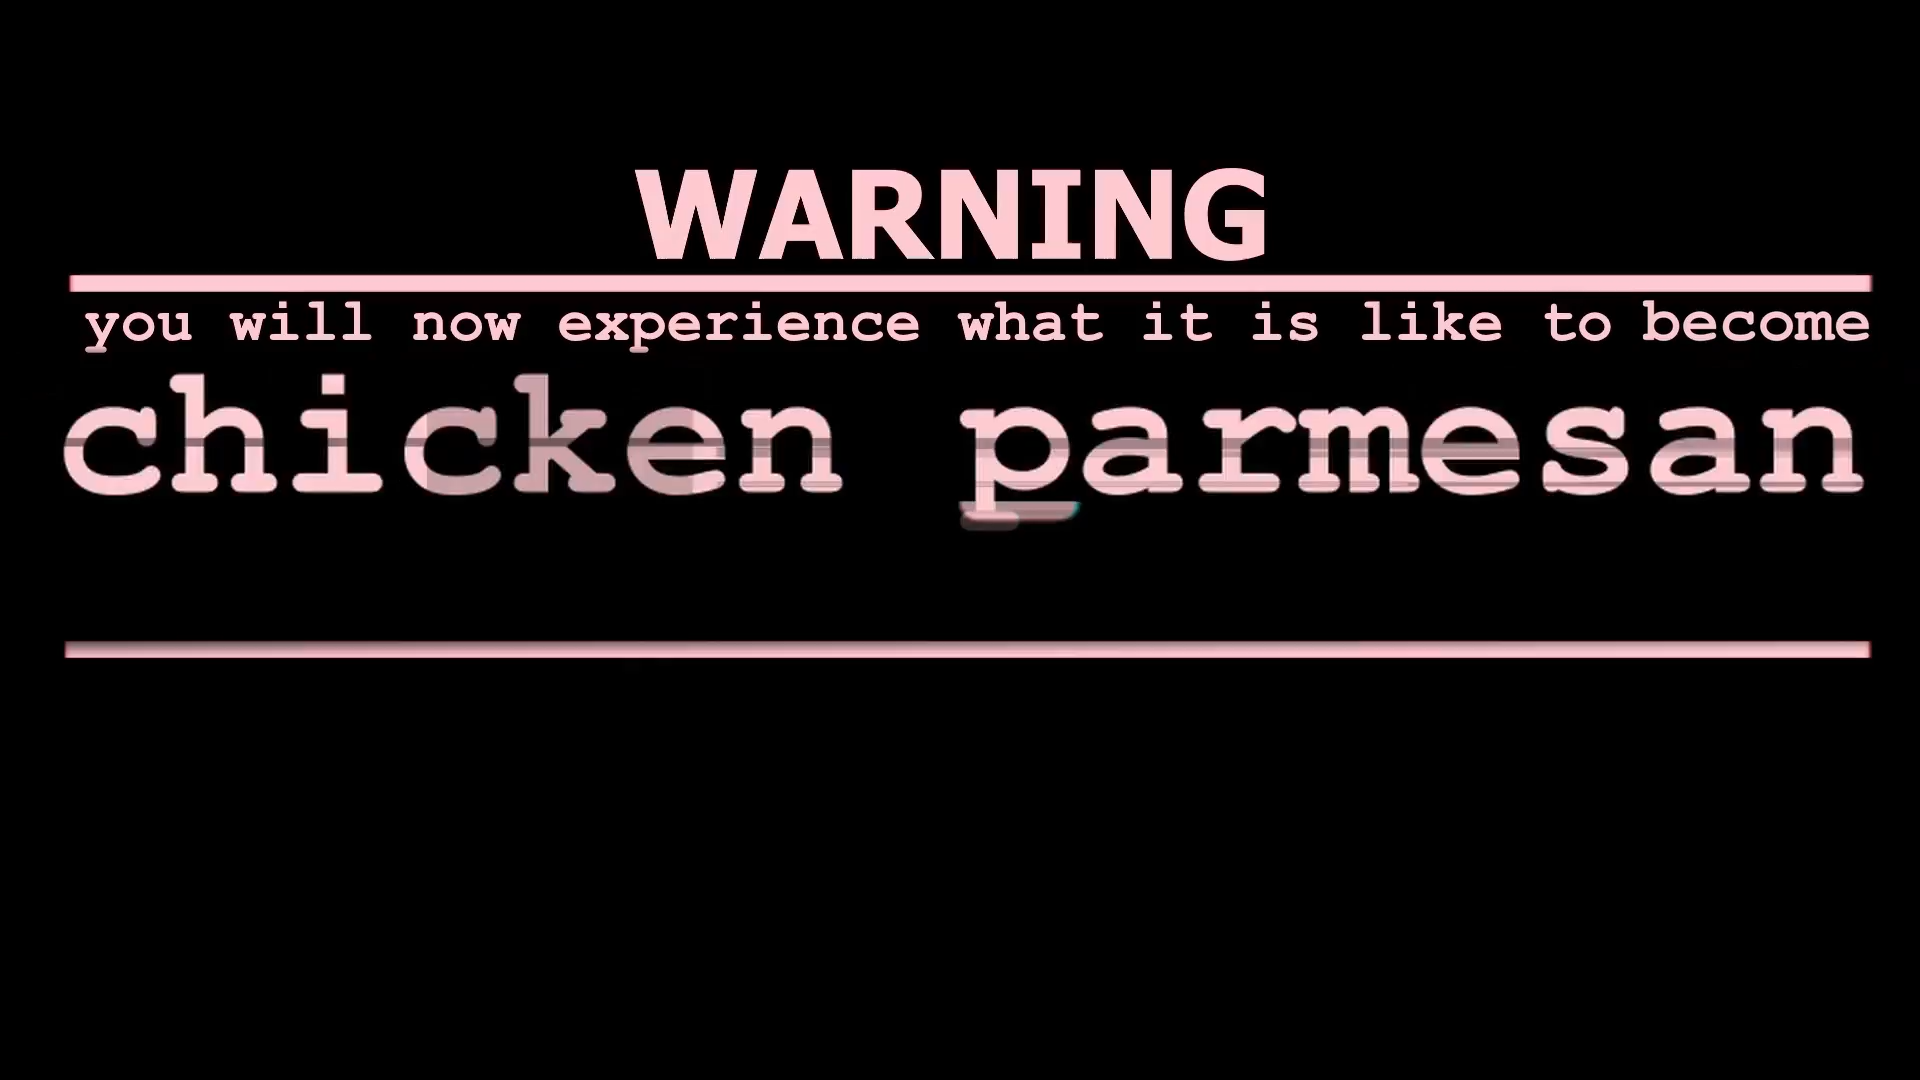 WARNING
you will now experience what it is like to become
chicken parmesan